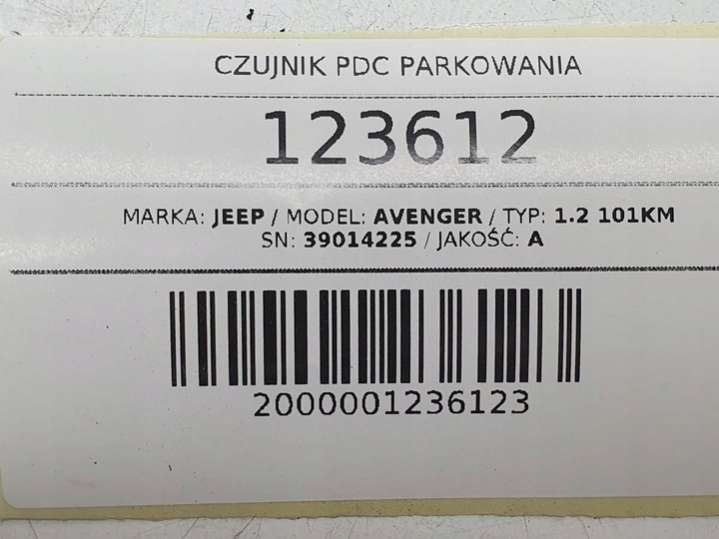 CZUJNIK PDC PARKOWANIA
123612
MARKA: JEEP / MODEL: AVENGER / TYP: 1.2 101KM
SN: 39014225 / JAKOŚĆ: A
2000001236123